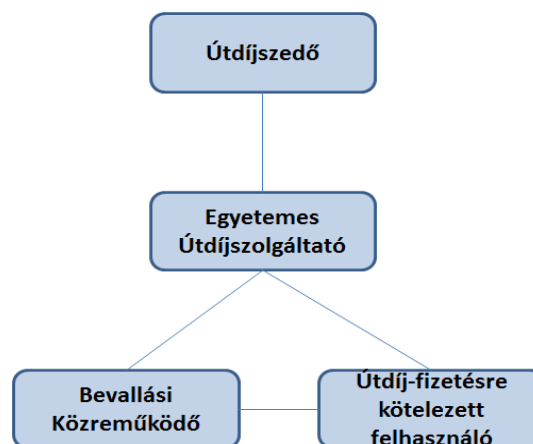 Útdíjszedő
Egyetemes
Útdíjszolgáltató
Bevallási
Közreműködő
Útdíj-fizetésre
kötelezett
felhasználó